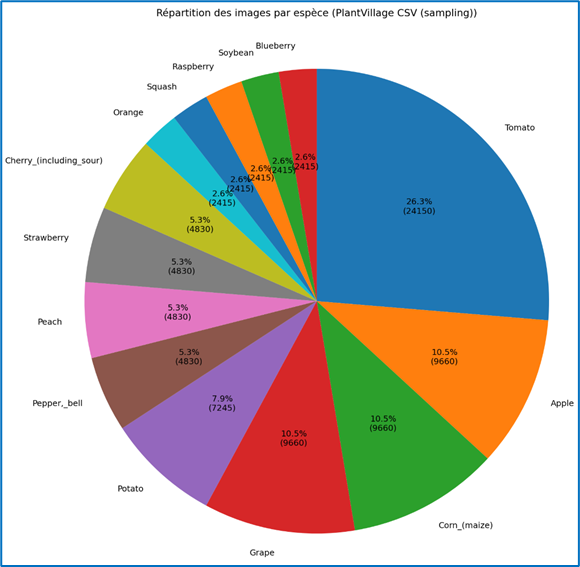 Répartition des images par espèce (PlantVillage CSV (sampling))
Tomato
26.3%
(24150)
Apple
10.5%
(9660)
Corn_(maize)
10.5%
(9660)
Grape
10.5%
(9660)
Potato
7.9%
(7245)
Pepper,_bell
5.3%
(4830)
Peach
5.3%
(4830)
Strawberry
5.3%
(4830)
Cherry_(including_sour)
5.3%
(4830)
Orange
2.6%
(2415)
Squash
2.6%
(2415)
Raspberry
2.6%
(2415)
Soybean
2.6%
(2415)
Blueberry
2.6%
(2415)